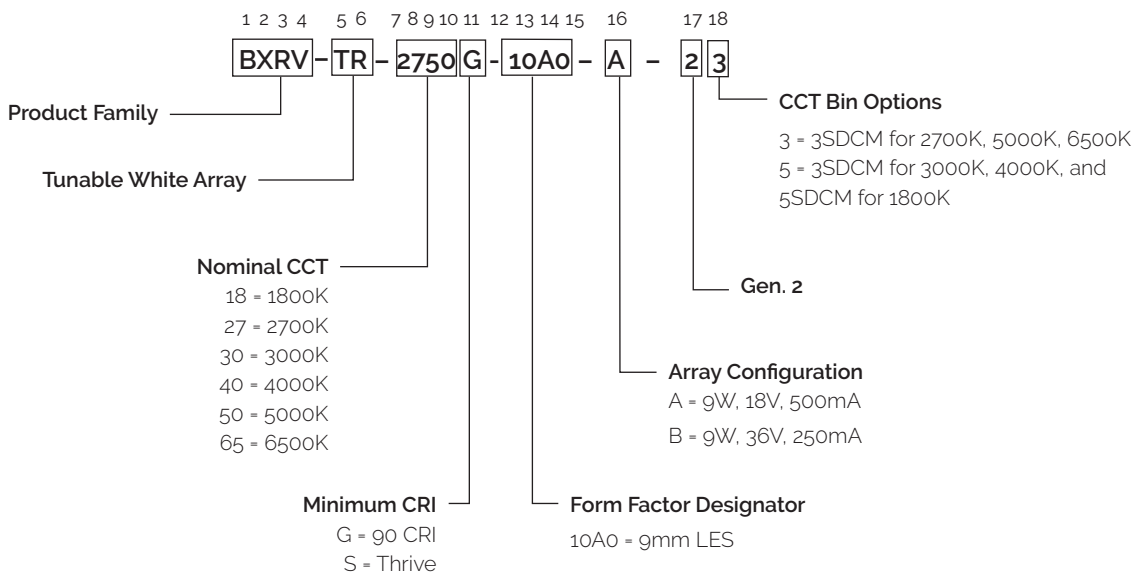 1 2 3 4 5 6 7 8 9 10 11 12 13 14 15 16 17 18
BXRV – TR – 2750 G - 10A0 – A – 2 3
Product Family
Tunable White Array
Nominal CCT
18 = 1800K
27 = 2700K
30 = 3000K
40 = 4000K
50 = 5000K
65 = 6500K
Minimum CRI
G = 90 CRI
S = Thrive
Form Factor Designator
10A0 = 9mm LES
Array Configuration
A = 9W, 18V, 500mA
B = 9W, 36V, 250mA
Gen. 2
CCT Bin Options
3 = 3SDCM for 2700K, 5000K, 6500K
5 = 3SDCM for 3000K, 4000K, and
5SDCM for 1800K